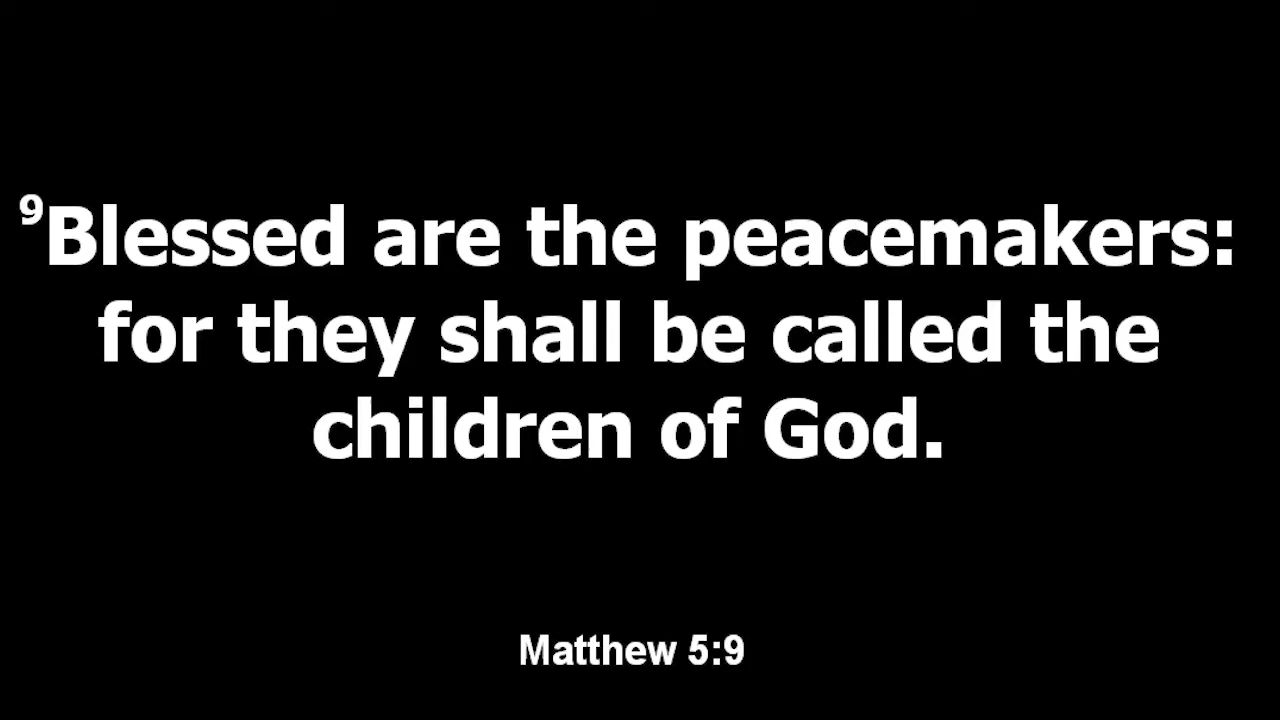 9Blessed are the peacemakers:
for they shall be called the
children of God.
Matthew 5:9